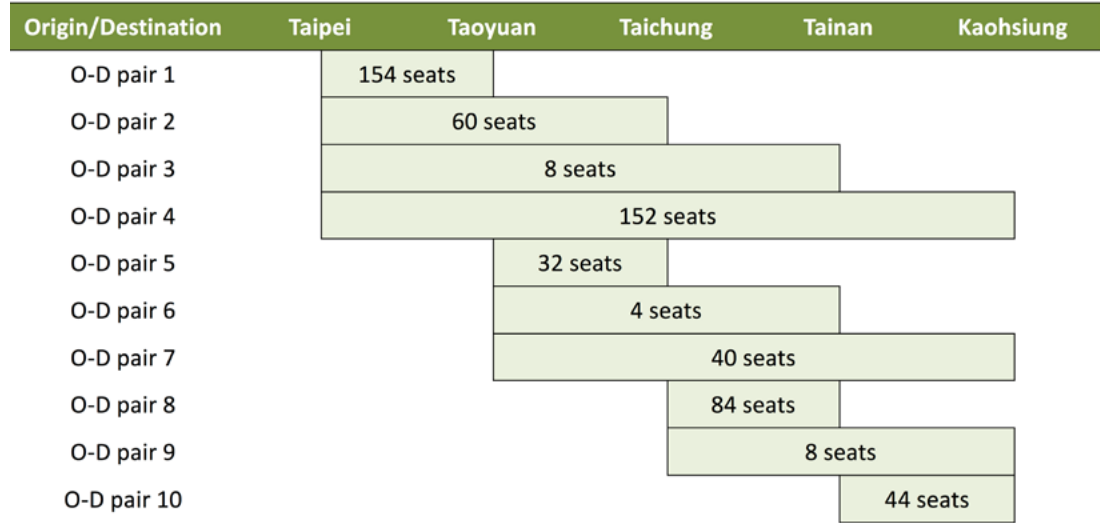 Origin/Destination Taipei Taoyuan Taichung Tainan Kaohsiung
O-D pair 1 154 seats
O-D pair 2 60 seats
O-D pair 3 8 seats
O-D pair 4 152 seats
O-D pair 5 32 seats
O-D pair 6 4 seats
O-D pair 7 40 seats
O-D pair 8 84 seats
O-D pair 9 8 seats
O-D pair 10 44 seats